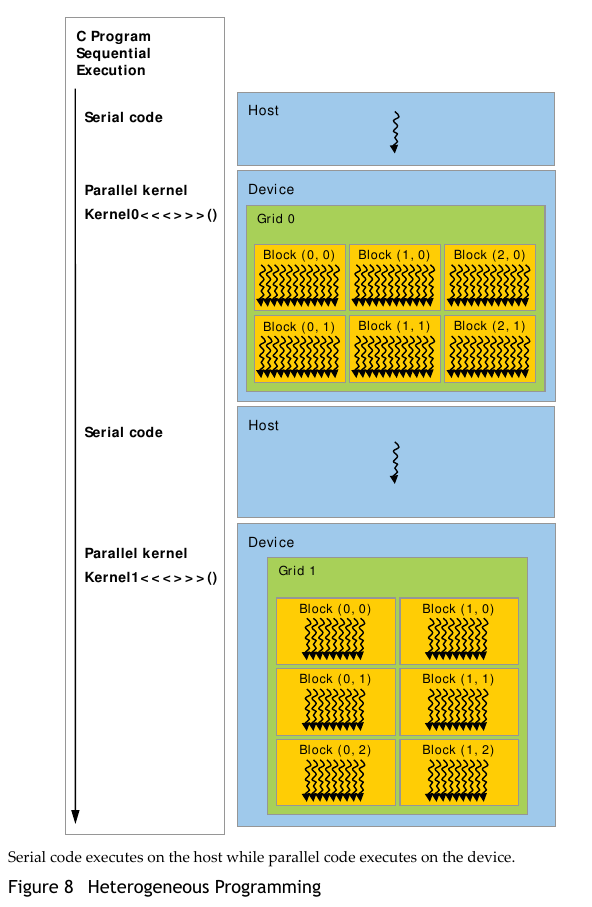 C Program
Sequential
Execution
Serial code
Host
Parallel kernel
Kernel0<<<>>>()
Device
Grid 0
Block (0, 0)
Block (1, 0)
Block (2, 0)
Block (0, 1)
Block (1, 1)
Block (2, 1)
Serial code
Host
Parallel kernel
Kernel1<<<>>>()
Device
Grid 1
Block (0, 0)
Block (1, 0)
Block (0, 1)
Block (1, 1)
Block (0, 2)
Block (1, 2)
Serial code executes on the host while parallel code executes on the device.
Figure 8 Heterogeneous Programming